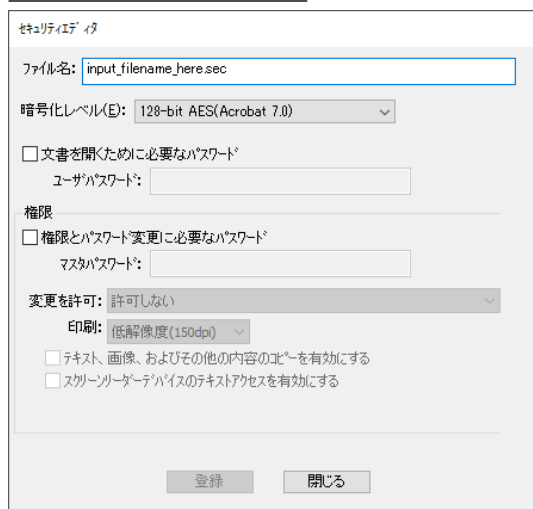 セキュリティエディタ
ファイル名: input_filename_here.sec
暗号化レベル(E): 128-bit AES(Acrobat 7.0)
文書を開くために必要なパスワード
ユーザパスワード:
権限
権限とパスワード変更に必要なパスワード
マスタパスワード:
変更を許可: 許可しない
印刷: 低解像度(150dpi)
テキスト、画像、およびその他の内容のコピーを有効にする
スクリーンリーダーデバイスのテキストアクセスを有効にする
登録 閉じる